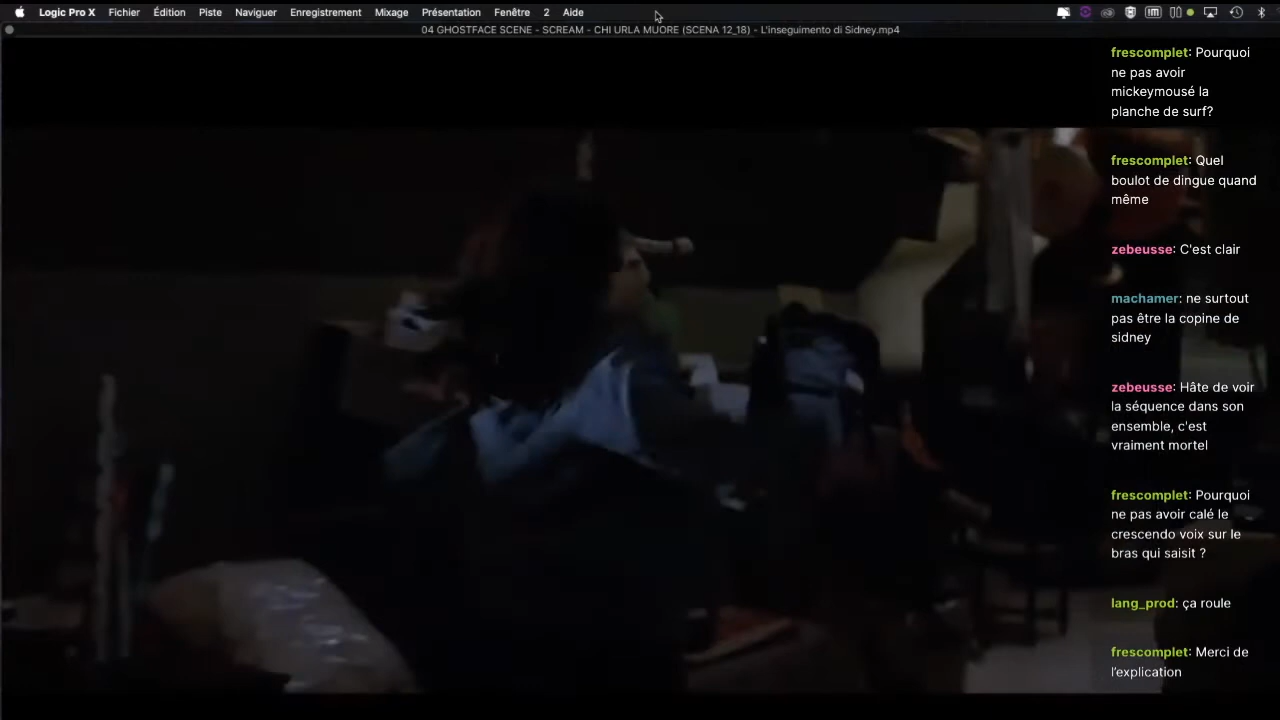 Logic Pro X Fichier Édition Piste Naviguer Enregistrement Mixage Présentation Fenêtre 2 Aide
04 GHOSTFACE SCENE - SCREAM - CHI URLA MUORE (SCENA 12_18) - L'inseguimento di Sidney.mp4
frescomplet: Pourquoi
ne pas avoir
mickeymousé la
planche de surf?
frescomplet: Quel
boulot de dingue quand
même
zebeusse: C'est clair
machamer: ne surtout
pas être la copine de
sidney
zebeusse: Hâte de voir
la séquence dans son
ensemble, c'est
vraiment mortel
frescomplet: Pourquoi
ne pas avoir calé le
crescendo voix sur le
bras qui saisit ?
lang_prod: ça roule
frescomplet: Merci de
l'explication